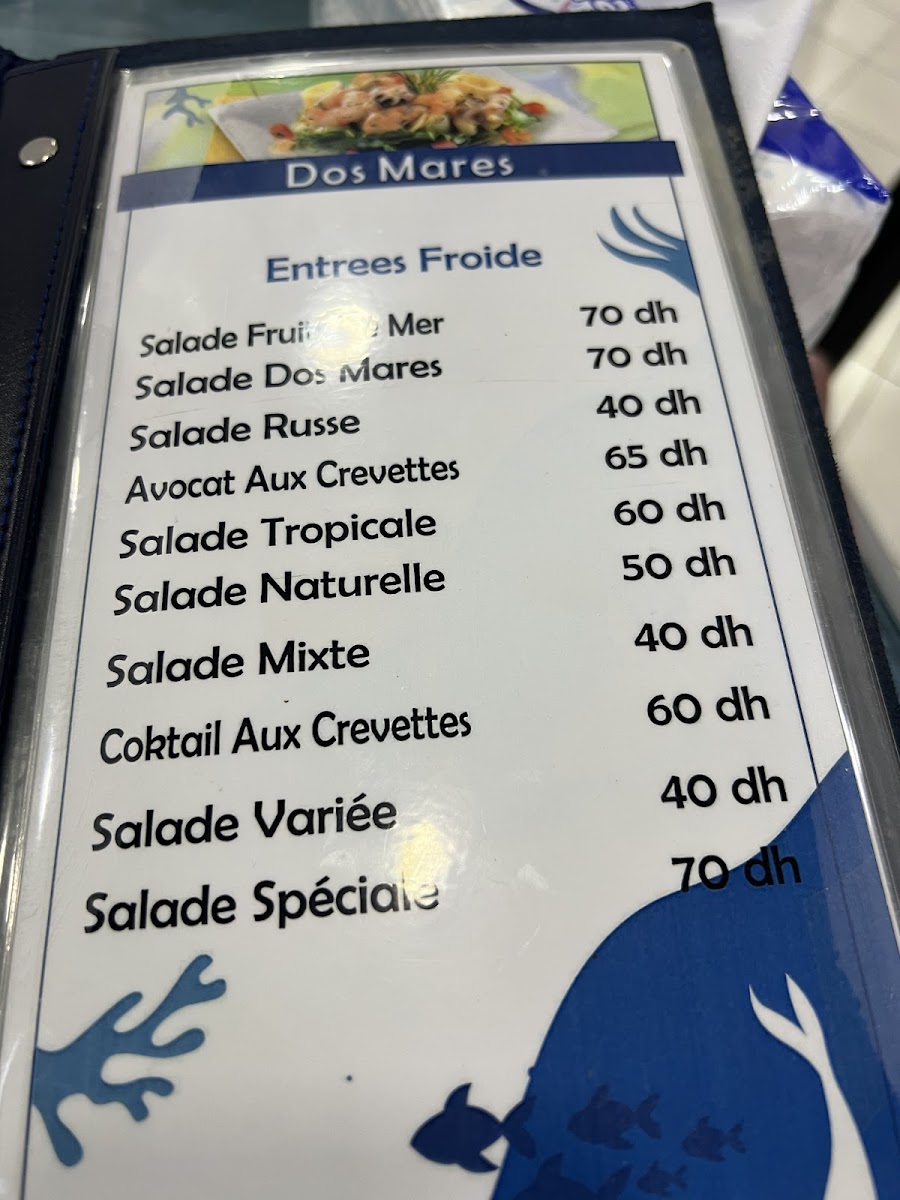 Dos Mares
Entrees Froide
Salade Mer 70 dh
Salade Dos Mares 70 dh
Salade Russe 40 dh
Avocat Aux Crevettes 65 dh
Salade Tropicale 60 dh
Salade Naturelle 50 dh
Salade Mixte 40 dh
Coktail Aux Crevettes 60 dh
Salade Variée 40 dh
Salade Spéciale 70 dh